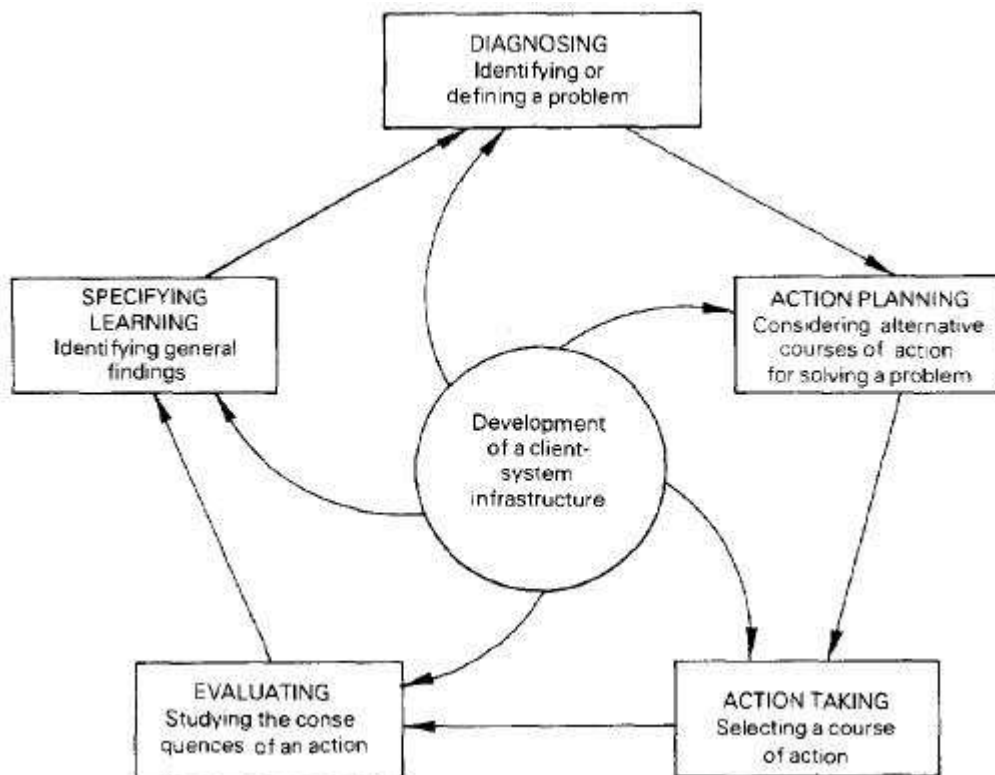 DIAGNOSING
Identifying or
defining a problem
ACTION PLANNING
Considering alternative
courses of action
for solving a problem
SPECIFYING
LEARNING
Identifying general
findings
Development
of a client-
system
infrastructure
EVALUATING
Studying the conse
quences of an action
ACTION TAKING
Selecting a course
of action